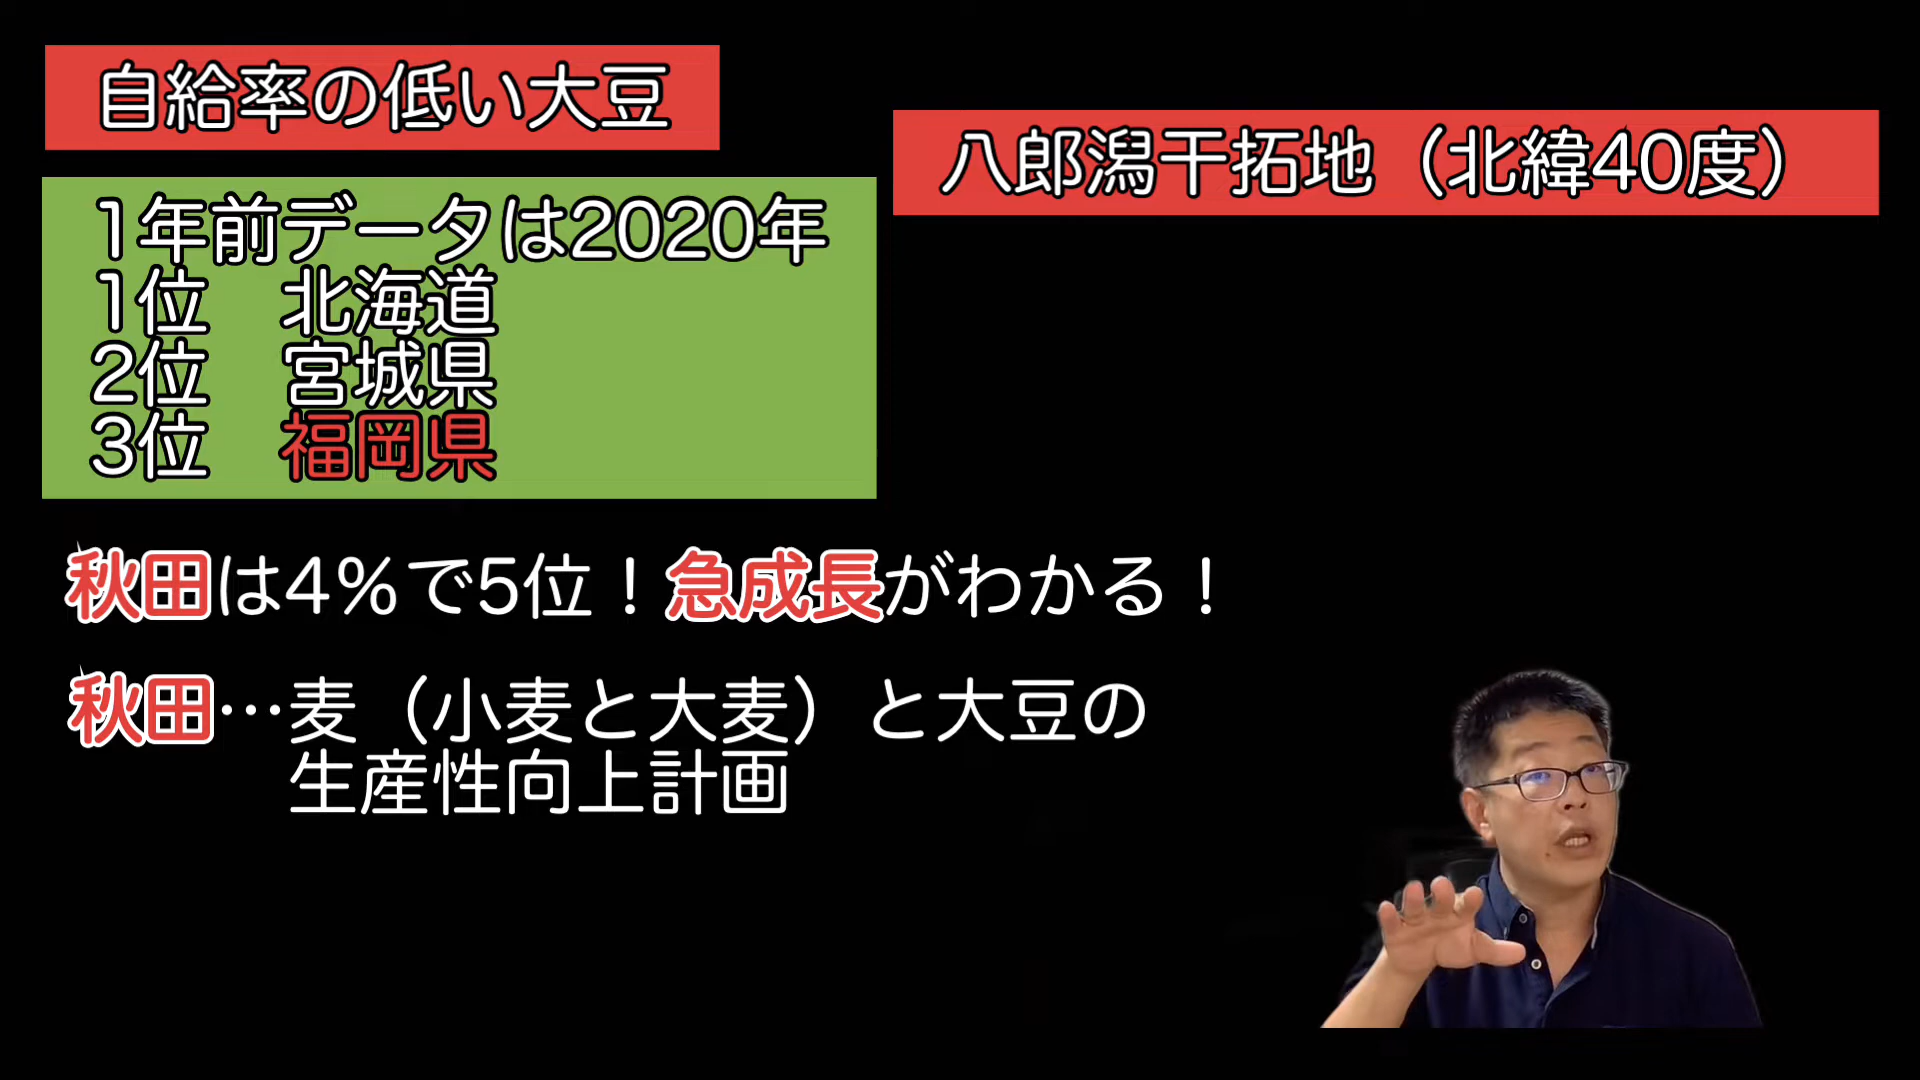 自給率の低い大豆
八郎潟干拓地（北緯40度）
1年前データは2020年
1位　北海道
2位　宮城県
3位　福岡県
秋田は4％で5位！急成長がわかる！
秋田…麦（小麦と大麦）と大豆の
生産性向上計画